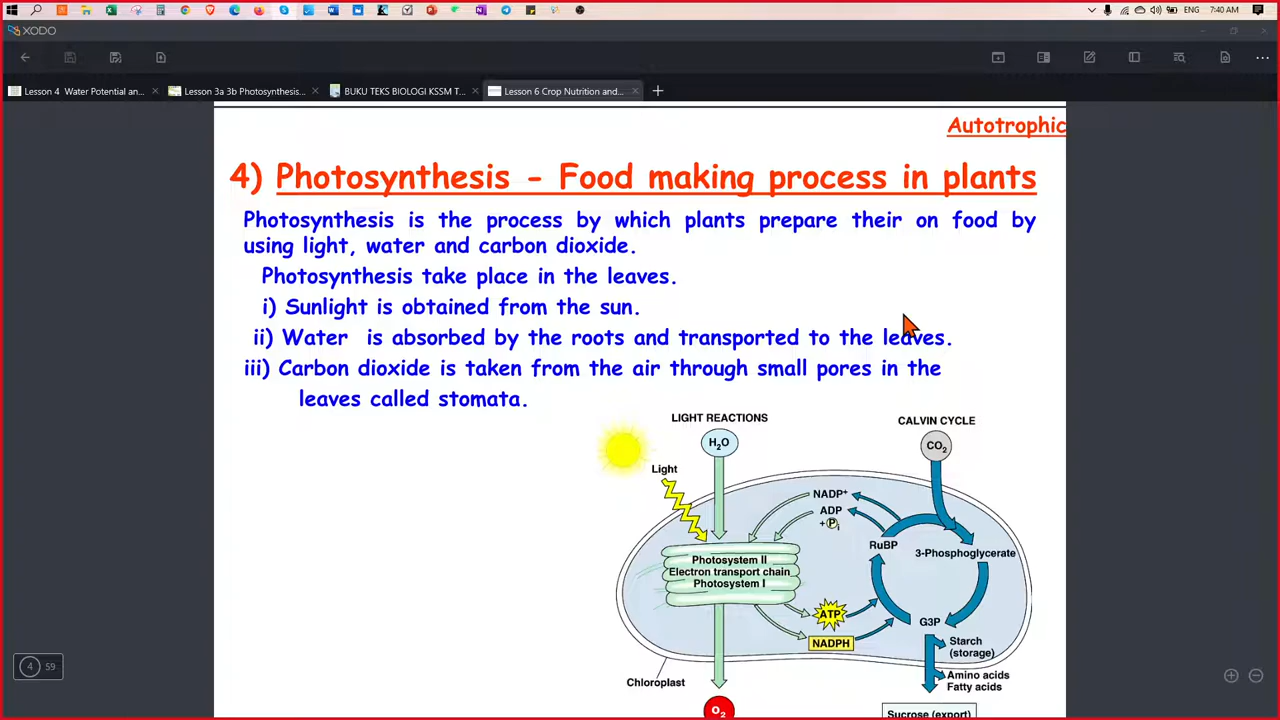 ENG
7:40 AM
XODO
Lesson 4 Water Potential an...
Lesson 3a 3b Photosynthesis...
BUKU TEKS BIOLOGI KSSM T...
Lesson 6 Crop Nutrition and...
Autotrophic
4) Photosynthesis - Food making process in plants
Photosynthesis is the process by which plants prepare their on food by
using light, water and carbon dioxide.
Photosynthesis take place in the leaves.
i) Sunlight is obtained from the sun.
ii) Water is absorbed by the roots and transported to the leaves.
iii) Carbon dioxide is taken from the air through small pores in the
leaves called stomata.
LIGHT REACTIONS
CALVIN CYCLE
H₂O
CO₂
Light
NADP⁺
ADP
+ Pᵢ
RuBP
3-Phosphoglycerate
Photosystem II
Electron transport chain
Photosystem I
ATP
G3P
NADPH
Starch
(storage)
Amino acids
Fatty acids
Chloroplast
O₂
Sucrose (export)
4
59